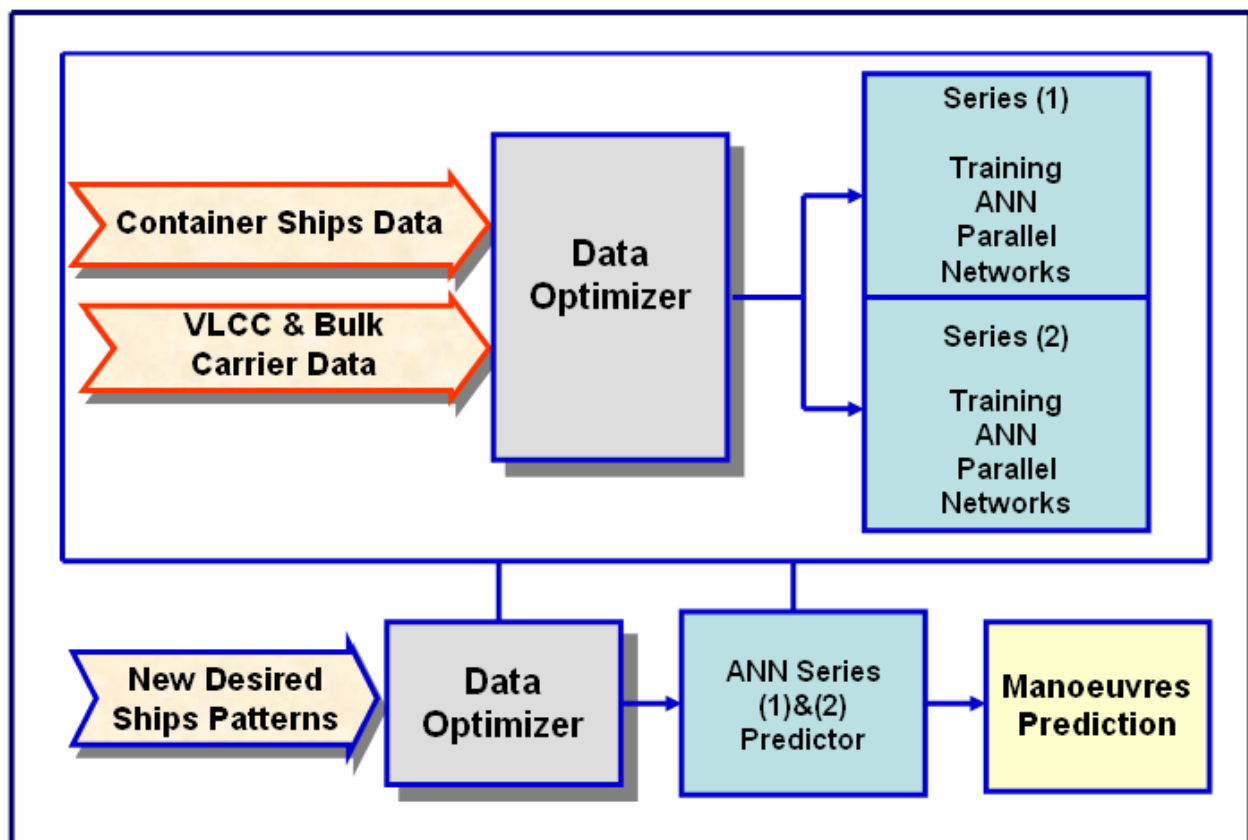 Container Ships Data
VLCC & Bulk
Carrier Data
Data
Optimizer
Series (1)
Training
ANN
Parallel
Networks
Series (2)
Training
ANN
Parallel
Networks
New Desired
Ships Patterns
Data
Optimizer
ANN Series
(1)&(2)
Predictor
Manoeuvres
Prediction